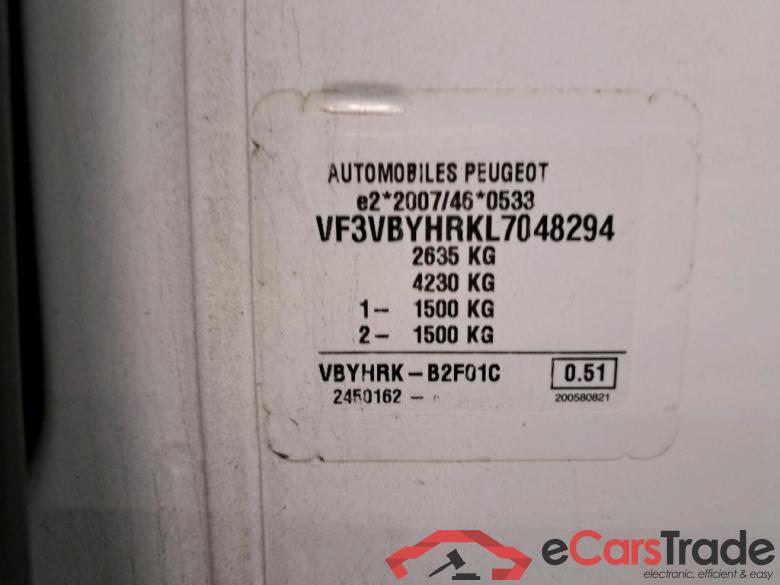 AUTOMOBILES PEUGEOT
e2*2007/46*0533
VF3VBYHRKL7048294
2635 KG
4230 KG
1- 1500 KG
2- 1500 KG
VBYHRK-B2F01C 0.51
2450162 - 200580821
eCarsTrade
electronic, efficient & easy